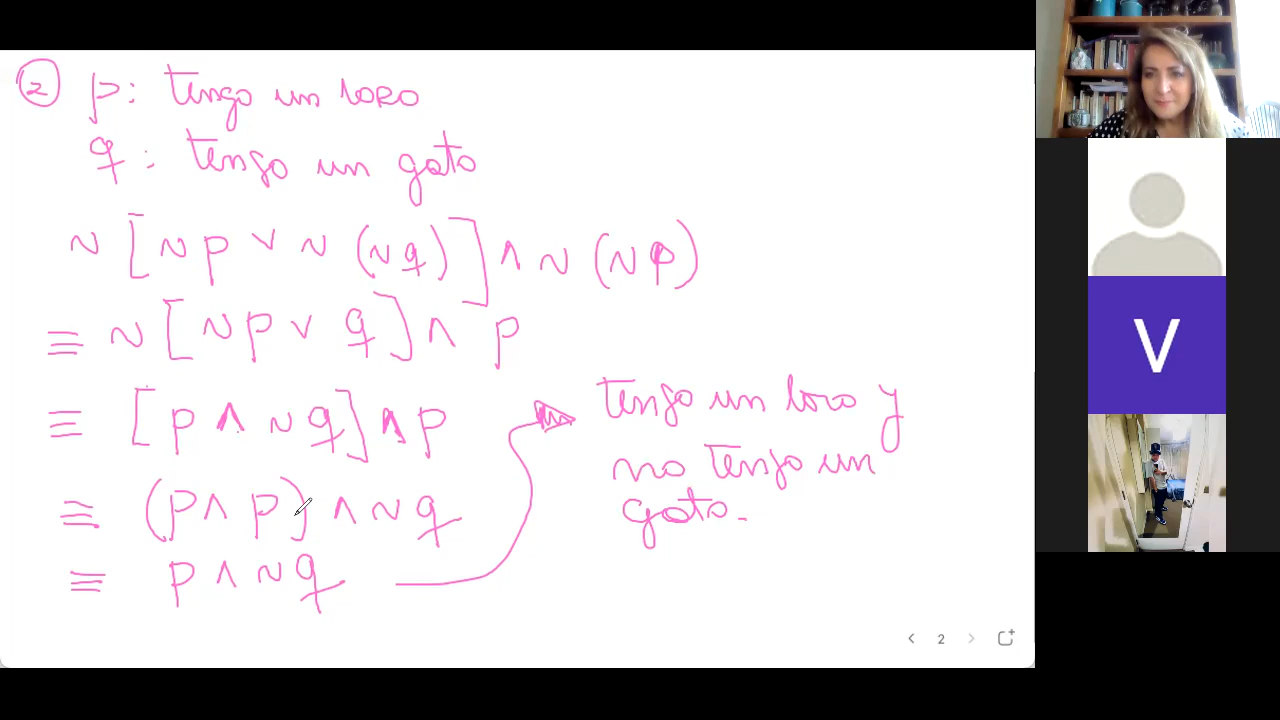 2 p: tengo un loro
q: tengo un gato
~ [~p ∨ ~(~q)] ∧ ~(~p)
≡ ~[~p ∨ q] ∧ p
≡ [p ∧ ~q] ∧ p
≡ (p ∧ p) ∧ ~q
≡ p ∧ ~q
tengo un loro y
no tengo un
gato.
V
< 2 >